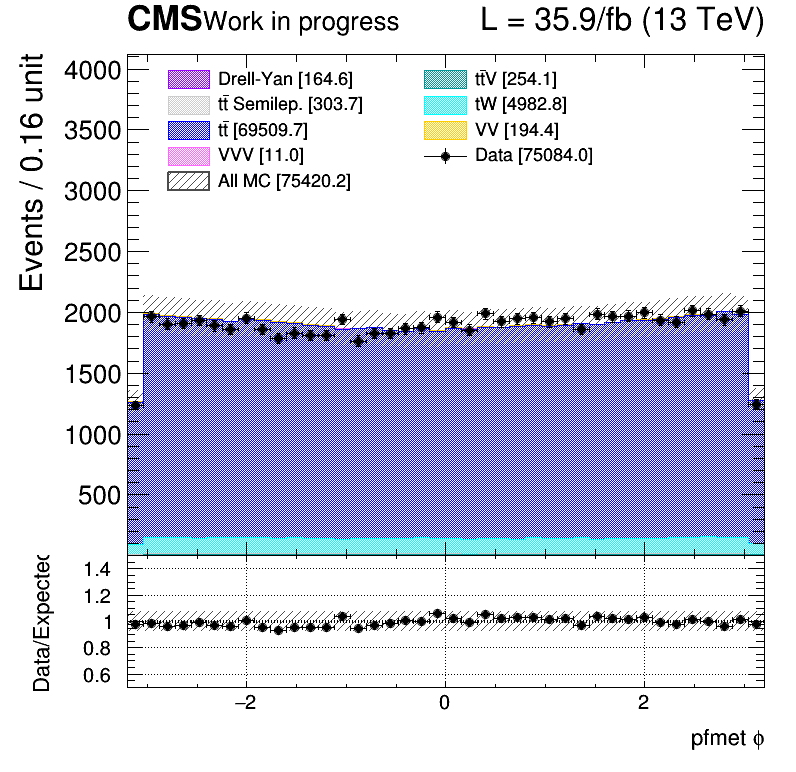 CMS Work in progress L = 35.9/fb (13 TeV)
Events / 0.16 unit
4000
3500
3000
2500
2000
1500
1000
500
Drell-Yan [164.6]
tt̄ Semilep. [303.7]
tt̄ [69509.7]
VVV [11.0]
All MC [75420.2]
tt̄V [254.1]
tW [4982.8]
VV [194.4]
Data [75084.0]
Data/Expected
1.4
1.2
1
0.8
0.6
−2 0 2
pfmet ϕ